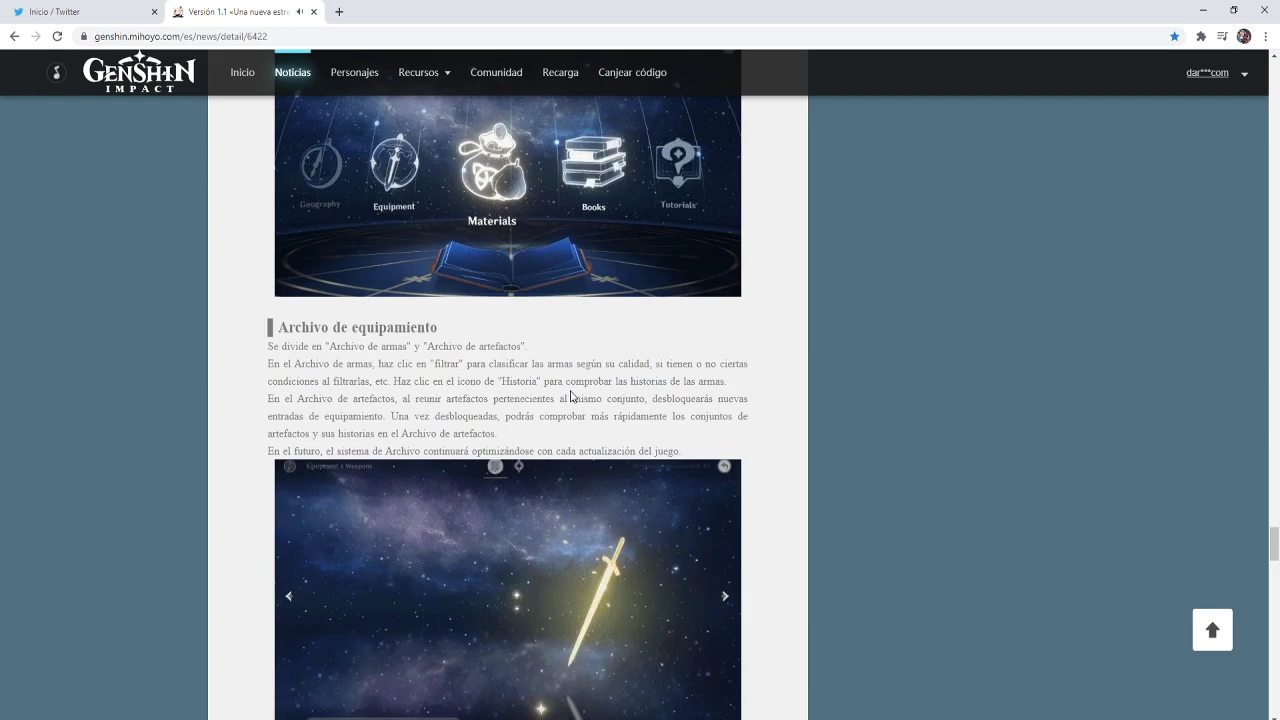 Inicio / Twitter
Versión 1.1 «Una nueva estre
genshin.mihoyo.com/es/news/detail/6422
GENSHIN
IMPACT
Inicio
Noticias
Personajes
Recursos
Comunidad
Recarga
Canjear código
dar***com
Geography
Equipment
Materials
Books
Tutorials
Archivo de equipamiento
Se divide en "Archivo de armas" y "Archivo de artefactos".
En el Archivo de armas, haz clic en "filtrar" para clasificar las armas según su calidad, si tienen o no ciertas
condiciones al filtrarlas, etc. Haz clic en el ícono de "Historia" para comprobar las historias de las armas.
En el Archivo de artefactos, al reunir artefactos pertenecientes al mismo conjunto, desbloquearás nuevas
entradas de equipamiento. Una vez desbloqueadas, podrás comprobar más rápidamente los conjuntos de
artefactos y sus historias en el Archivo de artefactos.
En el futuro, el sistema de Archivo continuará optimizándose con cada actualización del juego.
Equipment / Weapons